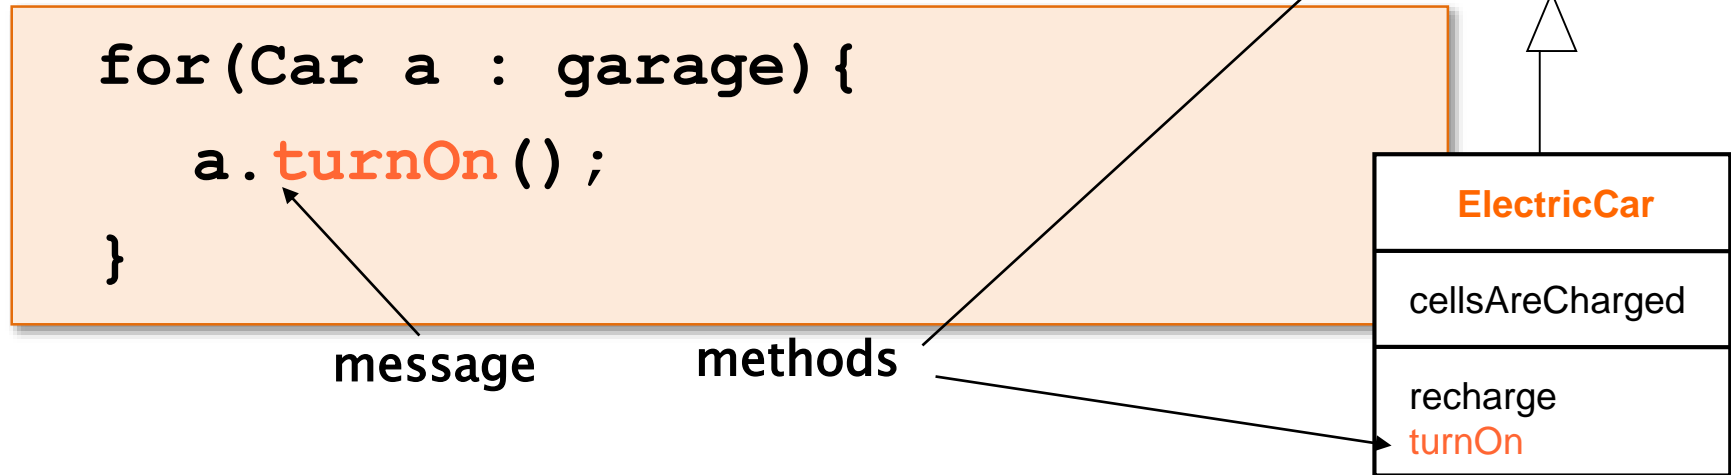 for(Car a : garage){
a.turnOn();
}
message
methods
ElectricCar
cellsAreCharged
recharge
turnOn